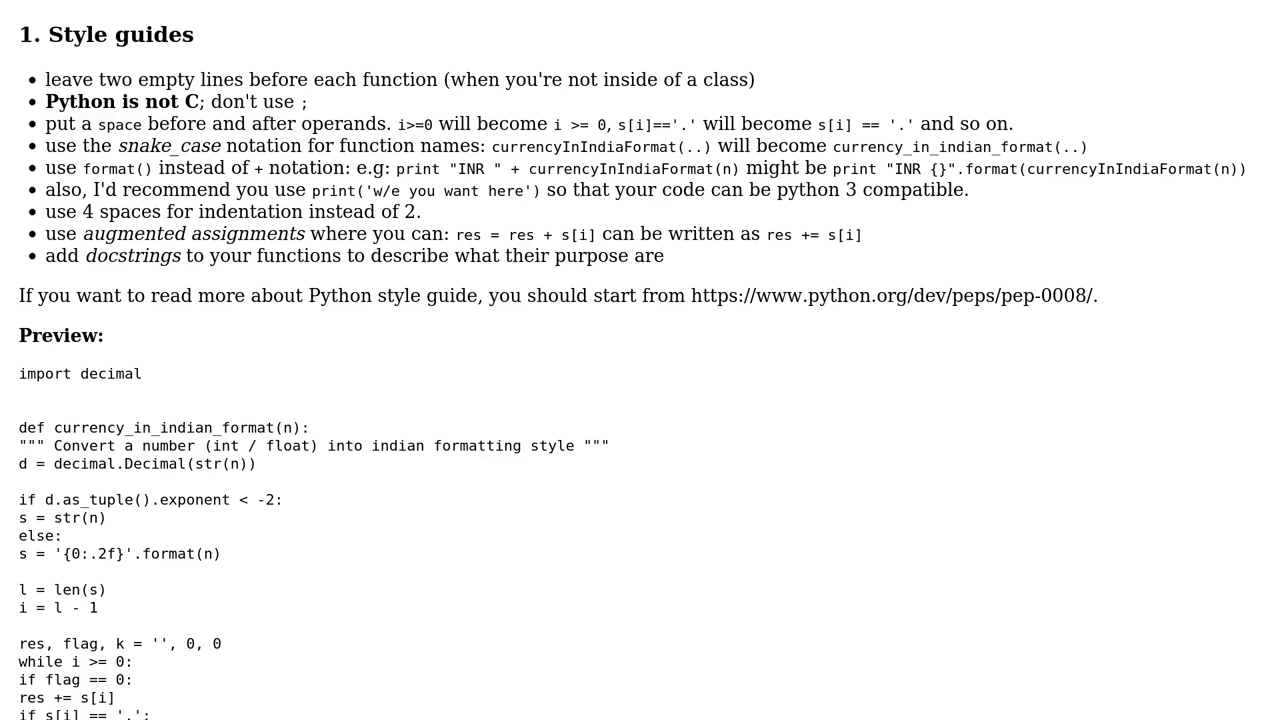 1. Style guides
• leave two empty lines before each function (when you're not inside of a class)
• Python is not C; don't use ;
• put a space before and after operands. i>=0 will become i >= 0, s[i]=='.' will become s[i] == '.' and so on.
• use the snake_case notation for function names: currencyInIndiaFormat(..) will become currency_in_indian_format(..)
• use format() instead of + notation: e.g: print "INR " + currencyInIndiaFormat(n) might be print "INR {}".format(currencyInIndiaFormat(n))
• also, I'd recommend you use print('w/e you want here') so that your code can be python 3 compatible.
• use 4 spaces for indentation instead of 2.
• use augmented assignments where you can: res = res + s[i] can be written as res += s[i]
• add docstrings to your functions to describe what their purpose are
If you want to read more about Python style guide, you should start from https://www.python.org/dev/peps/pep-0008/.
Preview:
import decimal
def currency_in_indian_format(n):
""" Convert a number (int / float) into indian formatting style """
d = decimal.Decimal(str(n))
if d.as_tuple().exponent < -2:
s = str(n)
else:
s = '{0:.2f}'.format(n)
l = len(s)
i = l - 1
res, flag, k = '', 0, 0
while i >= 0:
if flag == 0:
res += s[i]
if s[i] == '.':